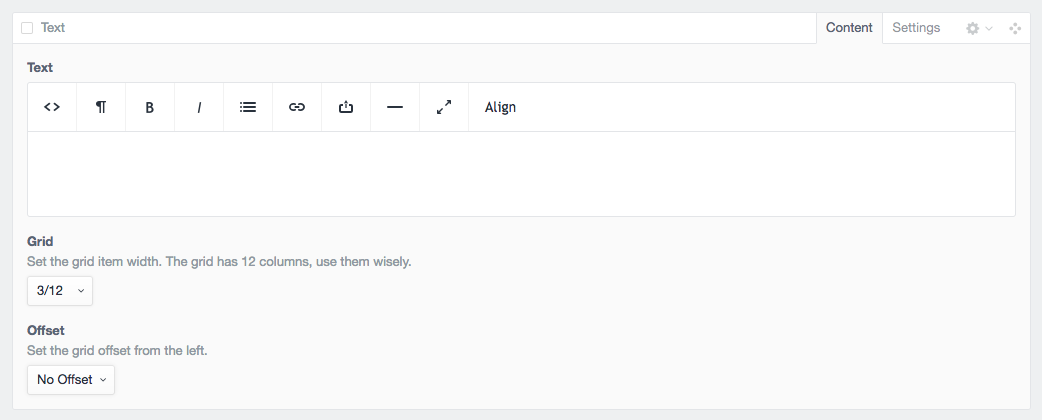 Text Content Settings
Text
<> ¶ B I — Align
Grid
Set the grid item width. The grid has 12 columns, use them wisely.
3/12
Offset
Set the grid offset from the left.
No Offset